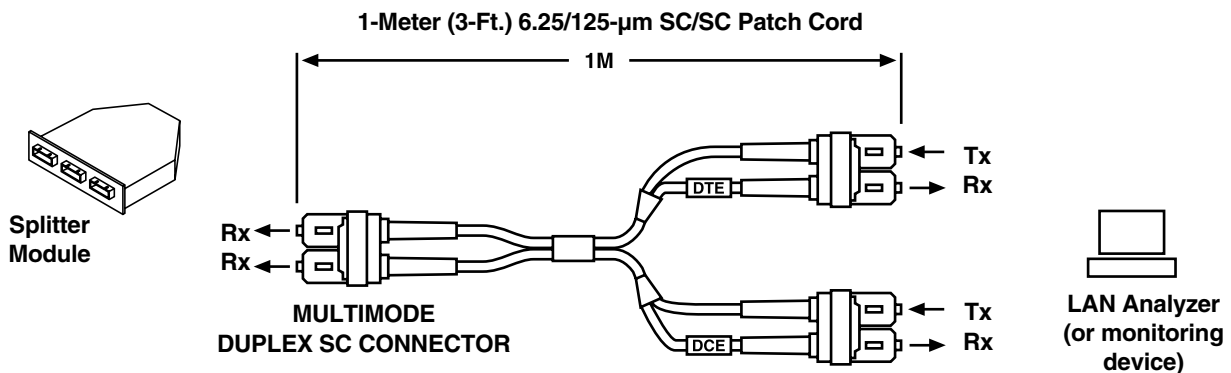 1-Meter (3-Ft.) 6.25/125-µm SC/SC Patch Cord
1M
Splitter
Module
Rx
Rx
MULTIMODE
DUPLEX SC CONNECTOR
DTE
Tx
Rx
DCE
Tx
Rx
LAN Analyzer
(or monitoring
device)